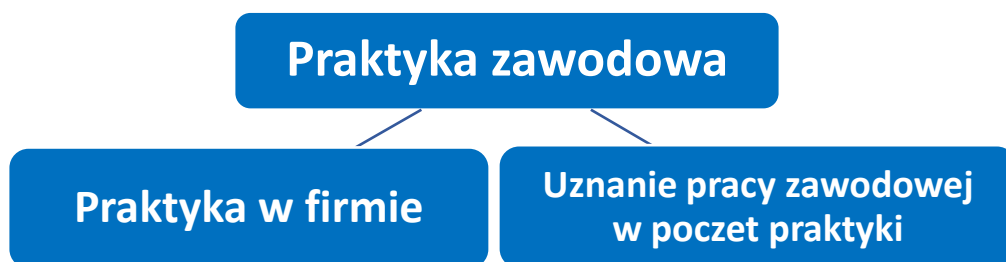 Praktyka zawodowa
Praktyka w firmie
Uznanie pracy zawodowej
w poczet praktyki